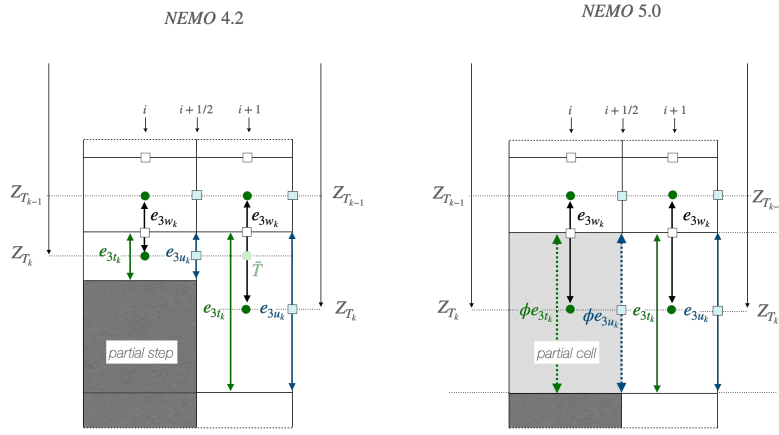 NEMO 4.2
NEMO 5.0
i
i + 1/2
i + 1
i
i + 1/2
i + 1
Z_{T_{k-1}}
e_{3w_k}
e_{3w_k}
Z_{T_{k-1}}
Z_{T_{k-1}}
e_{3w_k}
e_{3w_k}
Z_{T_{k-}}
Z_{T_k}
e_{3t_k}
e_{3u_k}
T̃
e_{3t_k}
e_{3u_k}
Z_{T_k}
Z_{T_k}
ϕe_{3t_k}
ϕe_{3u_k}
e_{3t_k}
e_{3u_k}
Z_{T_k}
partial step
partial cell